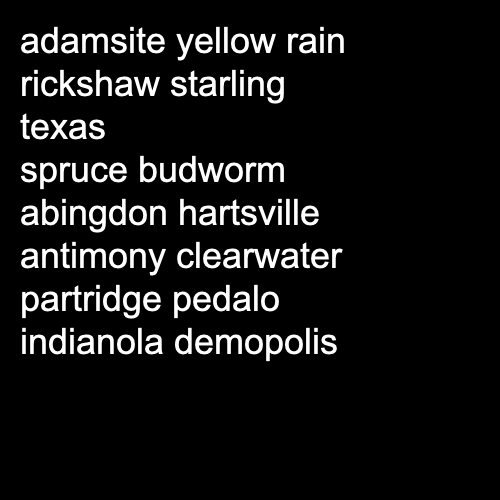 adamsite yellow rain
rickshaw starling
texas
spruce budworm
abingdon hartsville
antimony clearwater
partridge pedalo
indianola demopolis